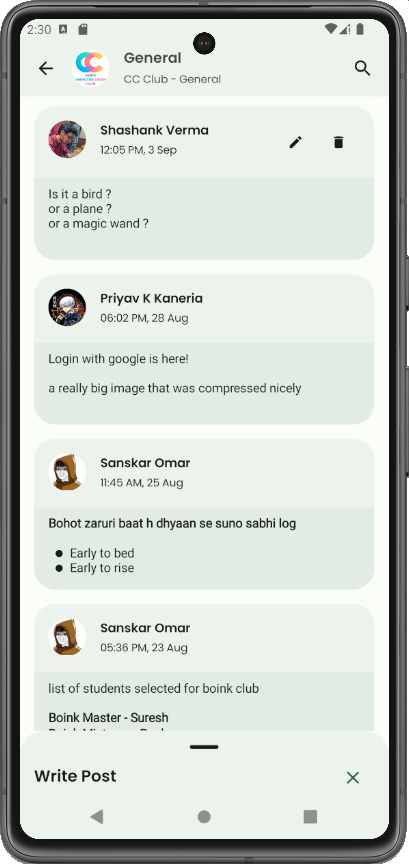 2:30
General
CC Club - General
Shashank Verma
12:05 PM, 3 Sep
Is it a bird ?
or a plane ?
or a magic wand ?
Priyav K Kaneria
06:02 PM, 28 Aug
Login with google is here!
a really big image that was compressed nicely
Sanskar Omar
11:45 AM, 25 Aug
Bohot zaruri baat h dhyaan se suno sabhi log
● Early to bed
● Early to rise
Sanskar Omar
05:36 PM, 23 Aug
list of students selected for boink club
Boink Master - Suresh
Write Post